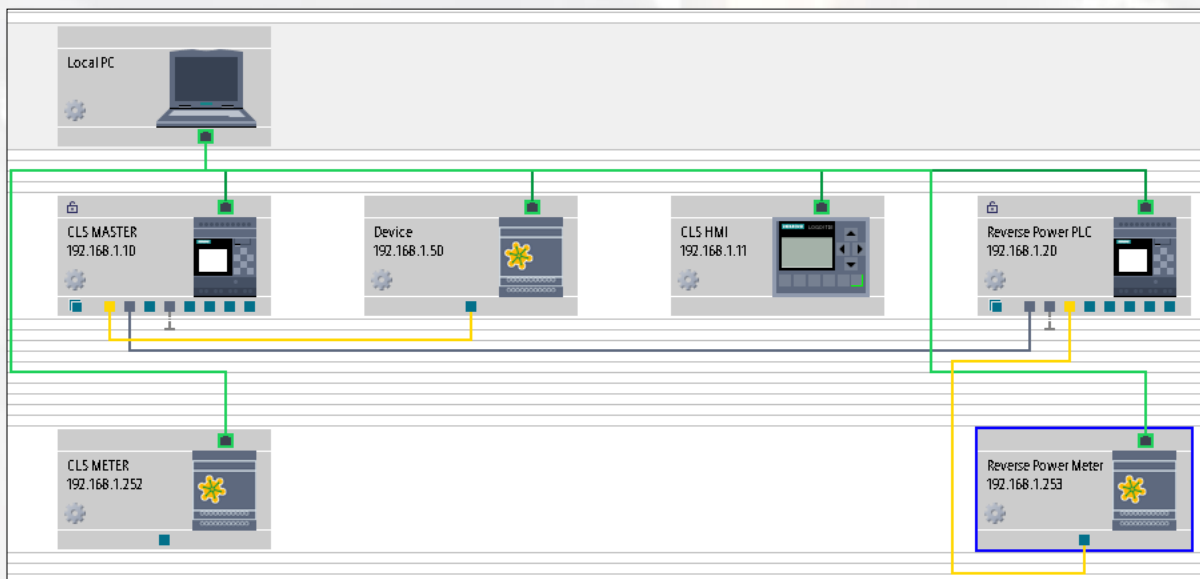 Local PC
CLS MASTER
192.168.1.10
Device
192.168.1.50
CLS HMI
192.168.1.11
Reverse Power PLC
192.168.1.20
CLS METER
192.168.1.252
Reverse Power Meter
192.168.1.253